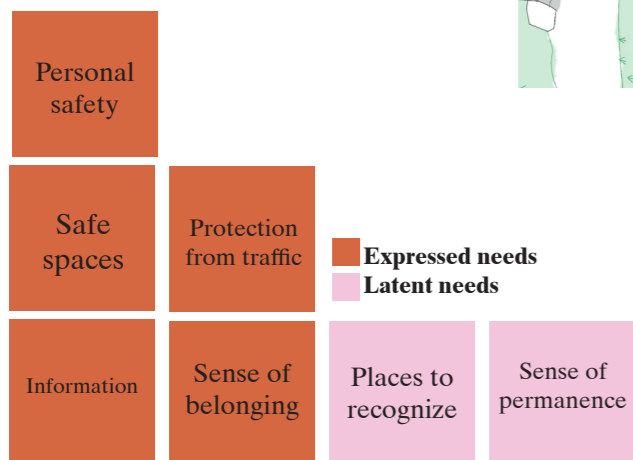 Personal
safety
Safe
spaces
Protection
from traffic
Expressed needs
Latent needs
Information
Sense of
belonging
Places to
recognize
Sense of
permanence